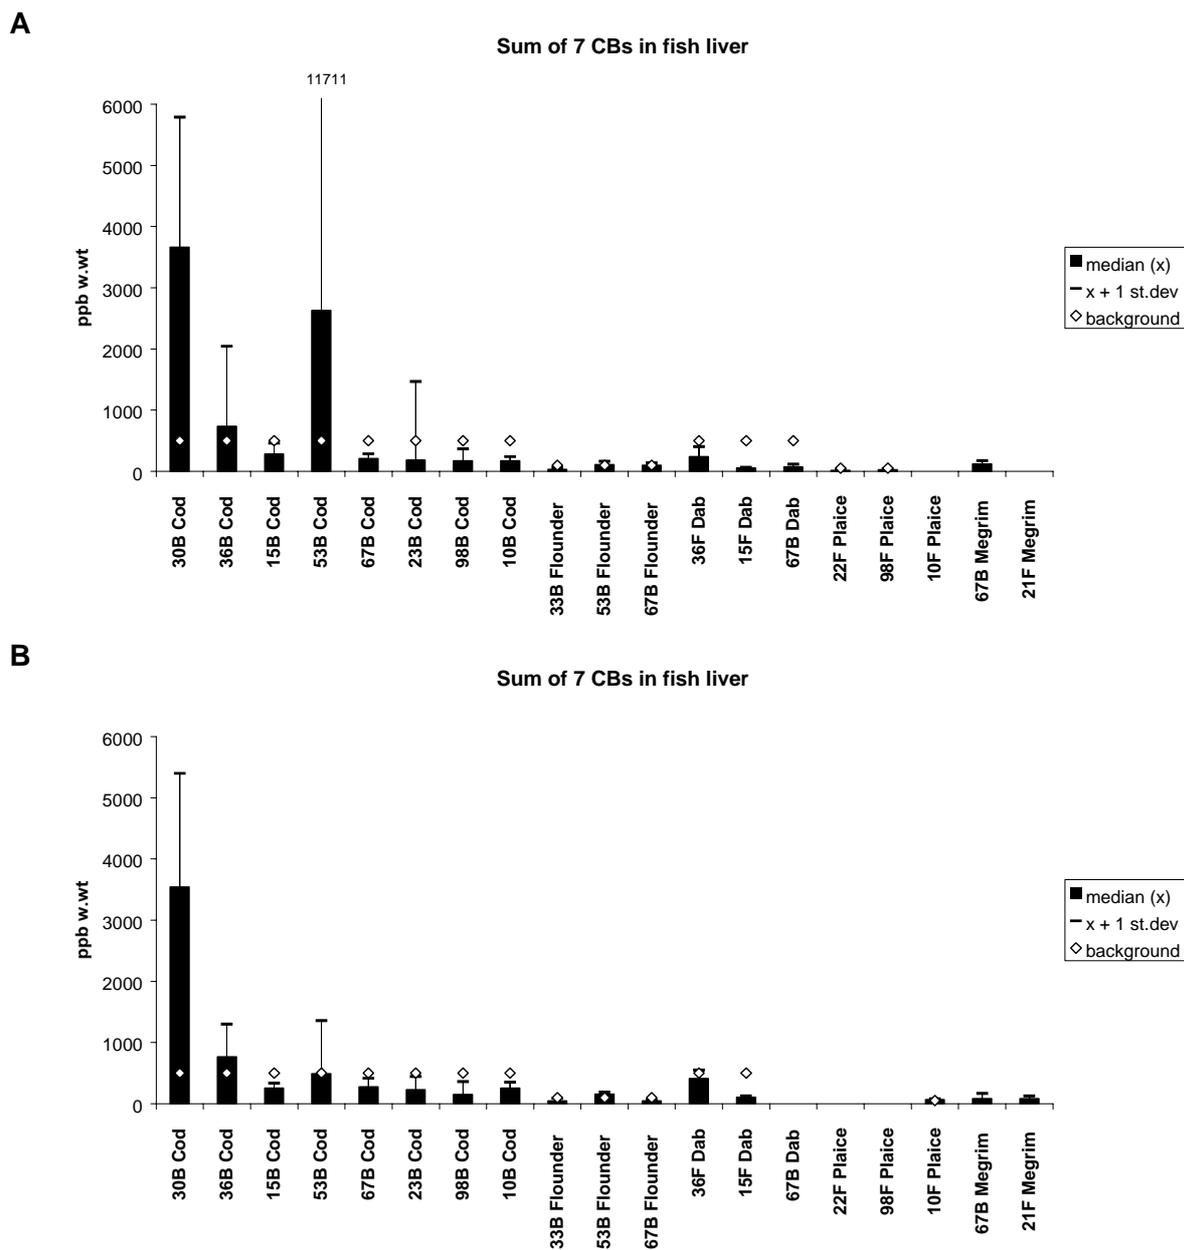 A
Sum of 7 CBs in fish liver
11711
6000
5000
4000
3000
2000
1000
0
ppb w.wt
median (x)
x + 1 st.dev
background
30B Cod
36B Cod
15B Cod
53B Cod
67B Cod
23B Cod
98B Cod
10B Cod
33B Flounder
53B Flounder
67B Flounder
36F Dab
15F Dab
67B Dab
22F Plaice
98F Plaice
10F Plaice
67B Megrim
21F Megrim
B
Sum of 7 CBs in fish liver
6000
5000
4000
3000
2000
1000
0
ppb w.wt
median (x)
x + 1 st.dev
background
30B Cod
36B Cod
15B Cod
53B Cod
67B Cod
23B Cod
98B Cod
10B Cod
33B Flounder
53B Flounder
67B Flounder
36F Dab
15F Dab
67B Dab
22F Plaice
98F Plaice
10F Plaice
67B Megrim
21F Megrim